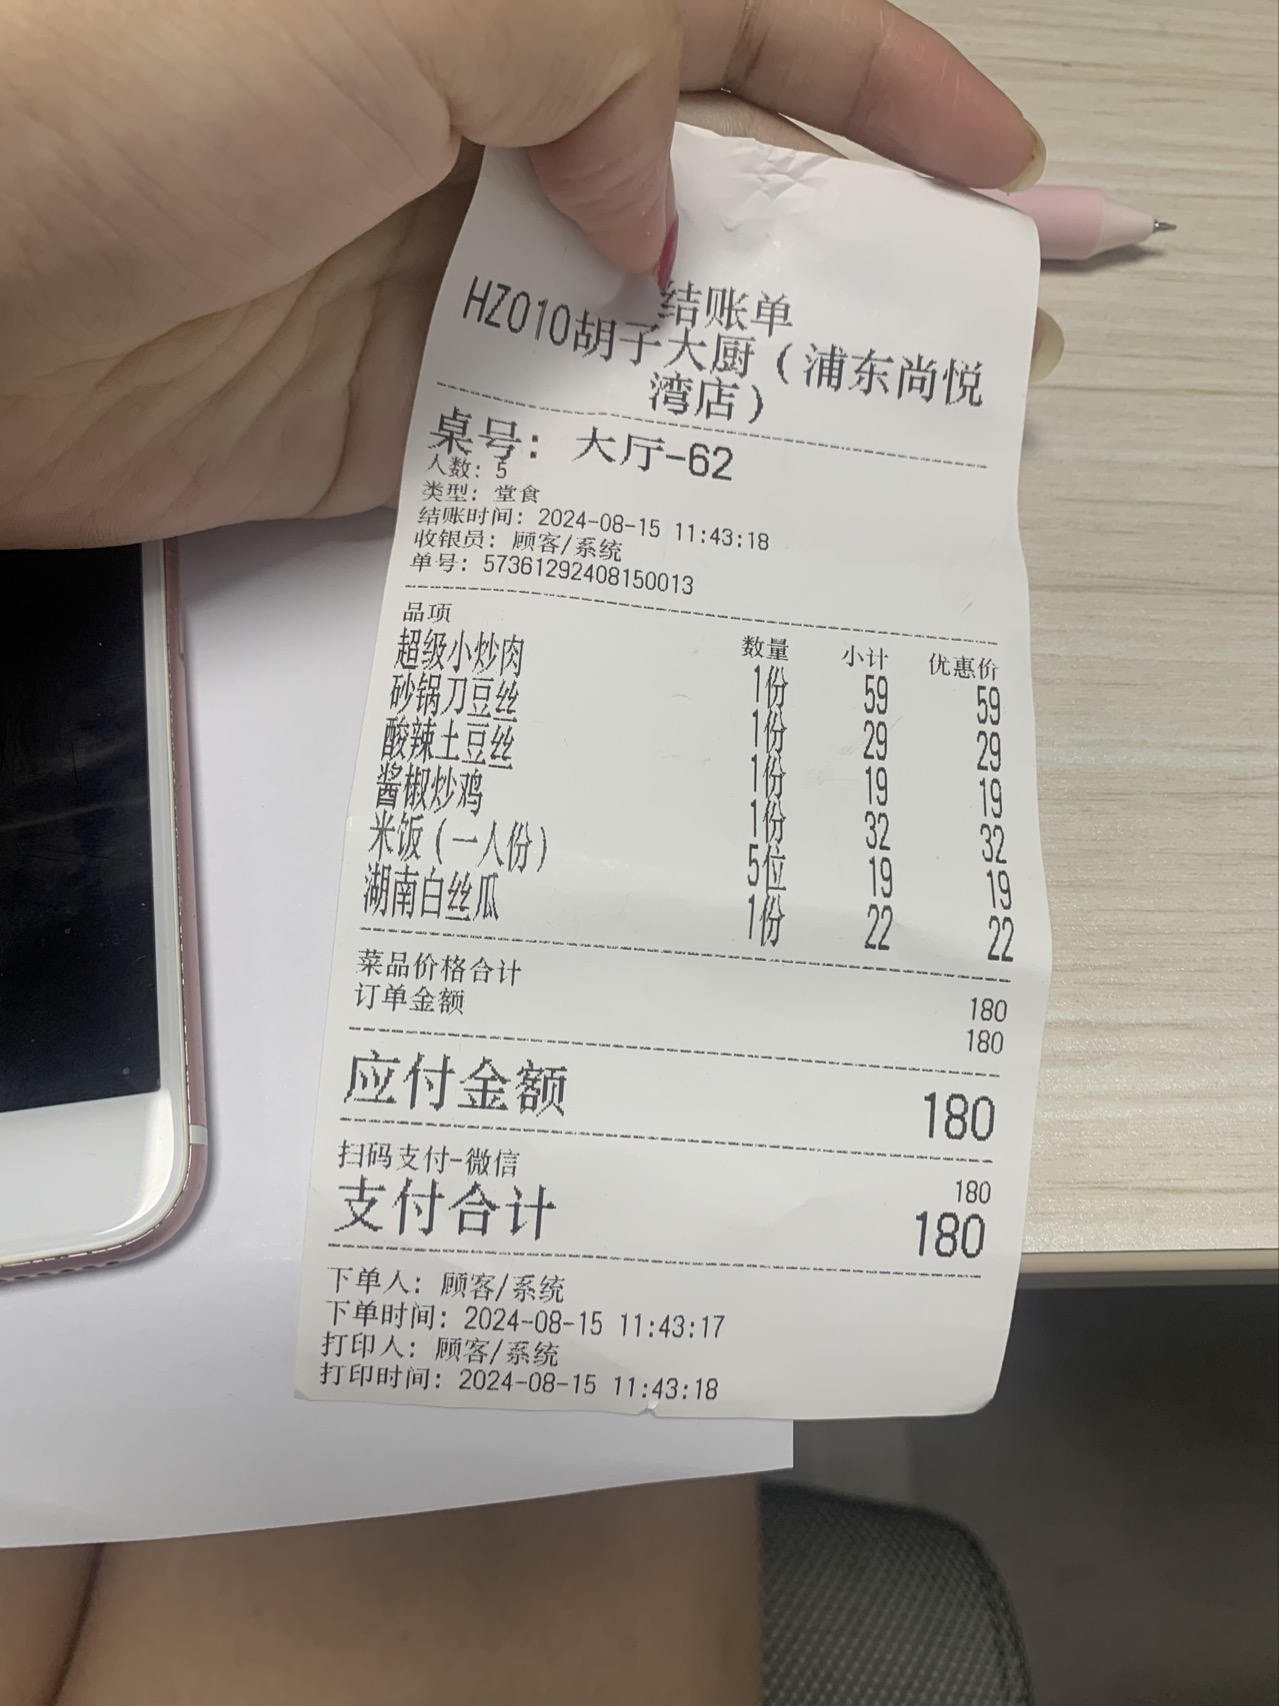 结账单
HZ010胡子大厨（浦东尚悦
湾店）
桌号： 大厅-62
人数: 5
类型: 堂食
结账时间: 2024-08-15 11:43:18
收银员: 顾客/系统
单号: 573612924081500​13
品项 数量 小计 优惠价
超级小炒肉 1份 59 59
砂锅刀豆丝 1份 29 29
酸辣土豆丝 1份 19 19
酱椒炒鸡 1份 32 32
米饭（一人份） 5位 19 19
湖南白丝瓜 1份 22 22
菜品价格合计 180
订单金额 180
应付金额 180
扫码支付-微信 180
支付合计 180
下单人: 顾客/系统
下单时间: 2024-08-15 11:43:17
打印人: 顾客/系统
打印时间: 2024-08-15 11:43:18